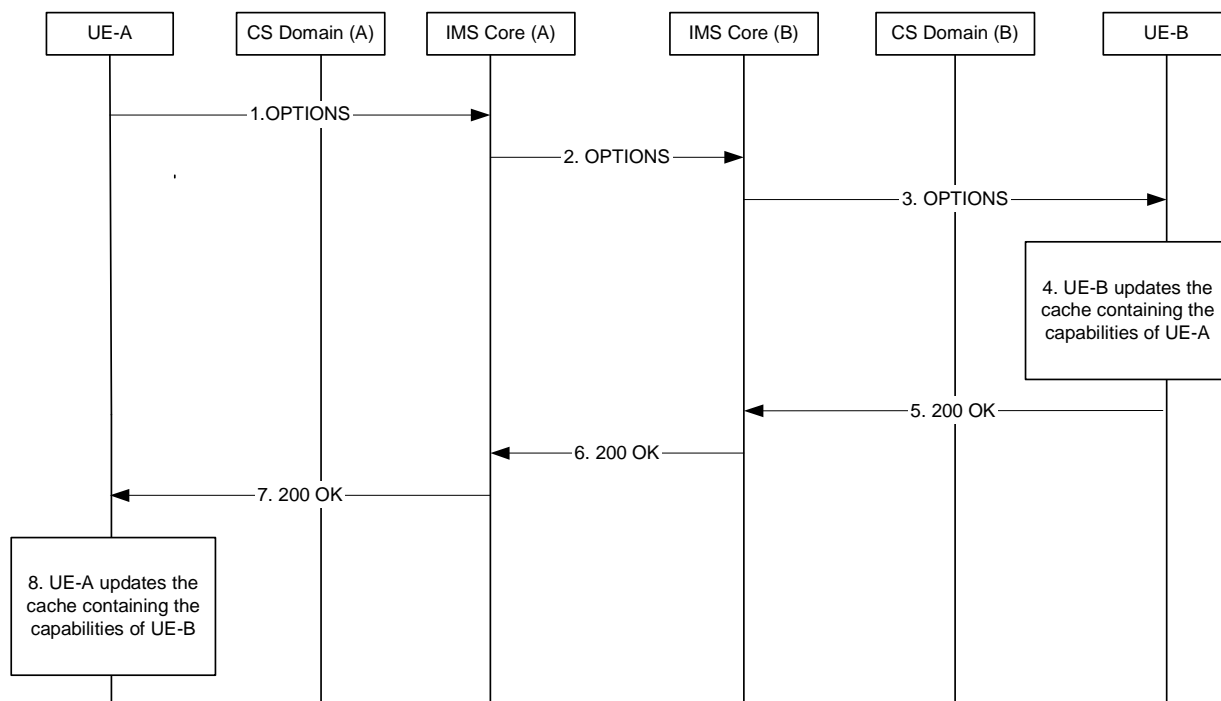 UE-A
CS Domain (A)
IMS Core (A)
IMS Core (B)
CS Domain (B)
UE-B
1.OPTIONS
2. OPTIONS
3. OPTIONS
4. UE-B updates the
cache containing the
capabilities of UE-A
5. 200 OK
6. 200 OK
7. 200 OK
8. UE-A updates the
cache containing the
capabilities of UE-B